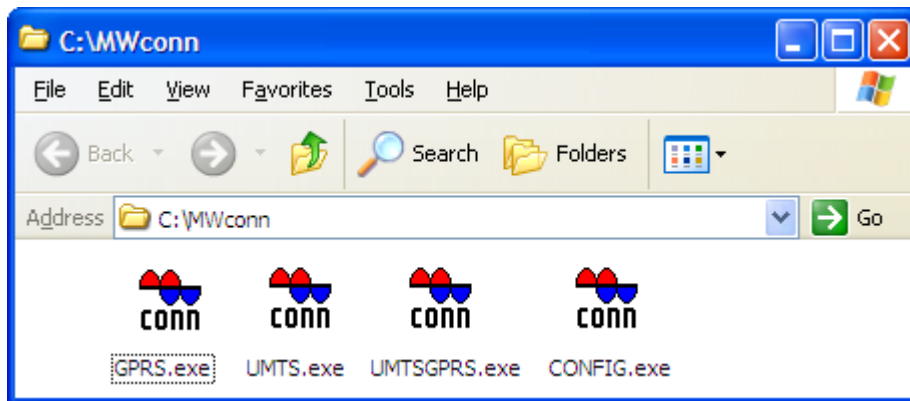 C:\MWconn
File Edit View Favorites Tools Help
Back Search Folders
Address C:\MWconn Go
conn conn conn conn
GPRS.exe UMTS.exe UMTSGPRS.exe CONFIG.exe